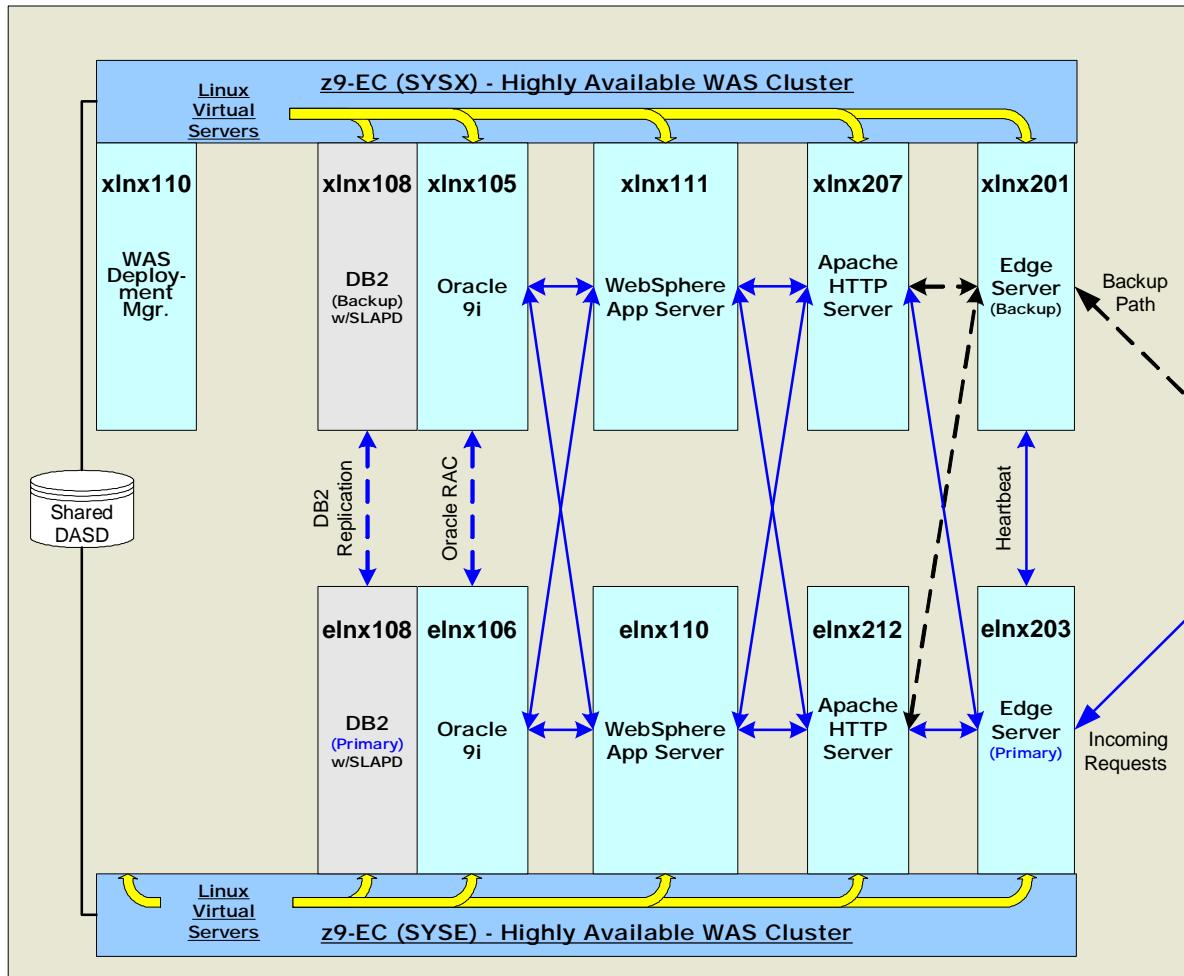 z9-EC (SYSX) - Highly Available WAS Cluster
Linux
Virtual
Servers
xlnx110
WAS
Deploy-
ment
Mgr.
xlnx108
DB2
(Backup)
w/SLAPD
xlnx105
Oracle
9i
xlnx111
WebSphere
App Server
xlnx207
Apache
HTTP
Server
xlnx201
Edge
Server
(Backup)
Backup
Path
Shared
DASD
DB2
Replication
Oracle RAC
Heartbeat
elnx108
DB2
(Primary)
w/SLAPD
elnx106
Oracle
9i
elnx110
WebSphere
App Server
elnx212
Apache
HTTP
Server
elnx203
Edge
Server
(Primary)
Incoming
Requests
Linux
Virtual
Servers
z9-EC (SYSE) - Highly Available WAS Cluster